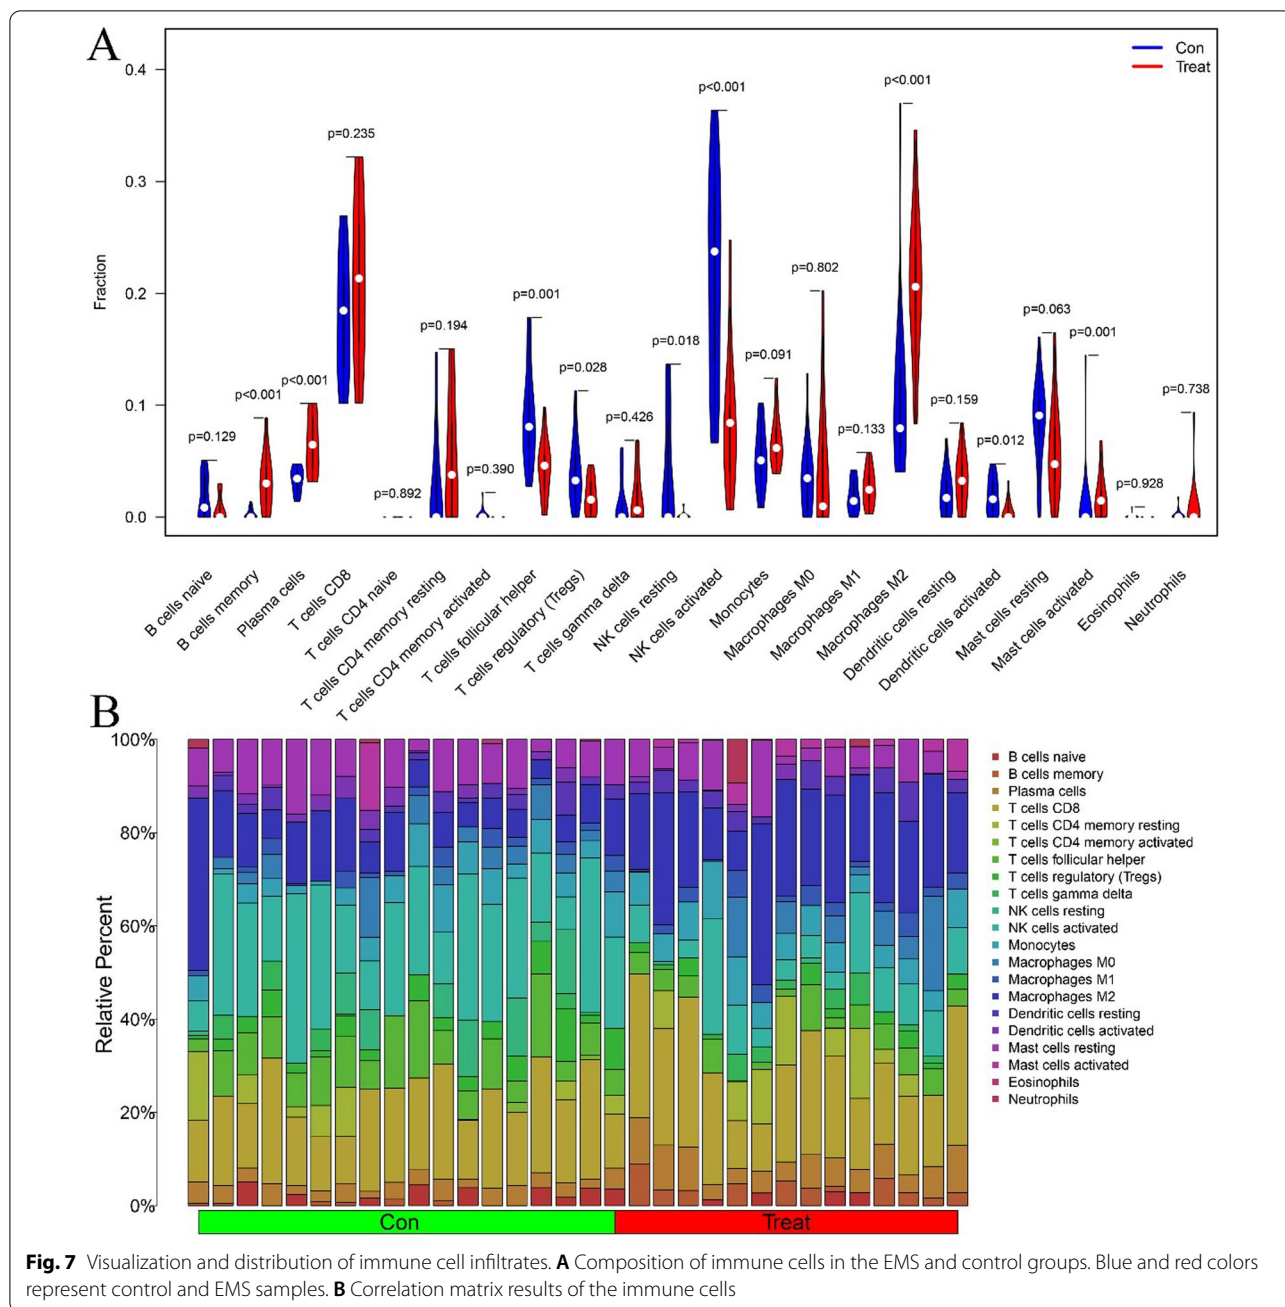 A
Con
Treat
Fraction
0.4
0.3
0.2
0.1
0.0
p=0.129
p<0.001
p<0.001
p=0.235
p=0.892
p=0.194
p=0.390
p=0.001
p=0.028
p=0.426
p=0.018
p<0.001
p=0.091
p=0.802
p=0.133
p<0.001
p=0.159
p=0.012
p=0.063
p=0.001
p=0.928
p=0.738
B cells naive
B cells memory
Plasma cells
T cells CD8
T cells CD4 naive
T cells CD4 memory resting
T cells CD4 memory activated
T cells follicular helper
T cells regulatory (Tregs)
T cells gamma delta
NK cells resting
NK cells activated
Monocytes
Macrophages M0
Macrophages M1
Macrophages M2
Dendritic cells resting
Dendritic cells activated
Mast cells resting
Mast cells activated
Eosinophils
Neutrophils
B
Relative Percent
100%
80%
60%
40%
20%
0%
Con
Treat
B cells naive
B cells memory
Plasma cells
T cells CD8
T cells CD4 memory resting
T cells CD4 memory activated
T cells follicular helper
T cells regulatory (Tregs)
T cells gamma delta
NK cells resting
NK cells activated
Monocytes
Macrophages M0
Macrophages M1
Macrophages M2
Dendritic cells resting
Dendritic cells activated
Mast cells resting
Mast cells activated
Eosinophils
Neutrophils
Fig. 7 Visualization and distribution of immune cell infiltrates. A Composition of immune cells in the EMS and control groups. Blue and red colors
represent control and EMS samples. B Correlation matrix results of the immune cells